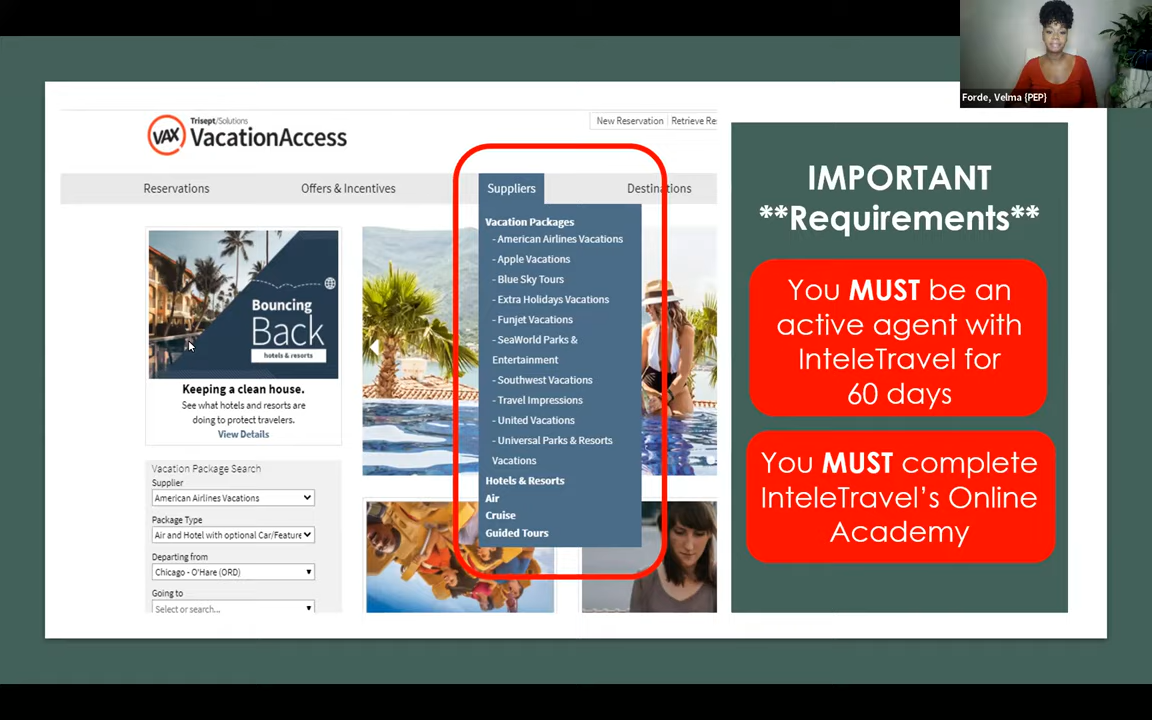 Forde, Velma {PEP}
Trisept/Solutions
VAX VacationAccess
New Reservation | Retrieve Re
Reservations
Offers & Incentives
Suppliers
Destinations
Vacation Packages
- American Airlines Vacations
- Apple Vacations
- Blue Sky Tours
- Extra Holidays Vacations
- Funjet Vacations
- SeaWorld Parks &
Entertainment
- Southwest Vacations
- Travel Impressions
- United Vacations
- Universal Parks & Resorts
Vacations
Hotels & Resorts
Air
Cruise
Guided Tours
Bouncing
Back
hotels & resorts
Keeping a clean house.
See what hotels and resorts are
doing to protect travelers.
View Details
Vacation Package Search
Supplier
American Airlines Vacations
Package Type
Air and Hotel with optional Car/Feature
Departing from
Chicago - O'Hare (ORD)
Going to
Select or search...
IMPORTANT
**Requirements**
You MUST be an
active agent with
InteleTravel for
60 days
You MUST complete
InteleTravel's Online
Academy